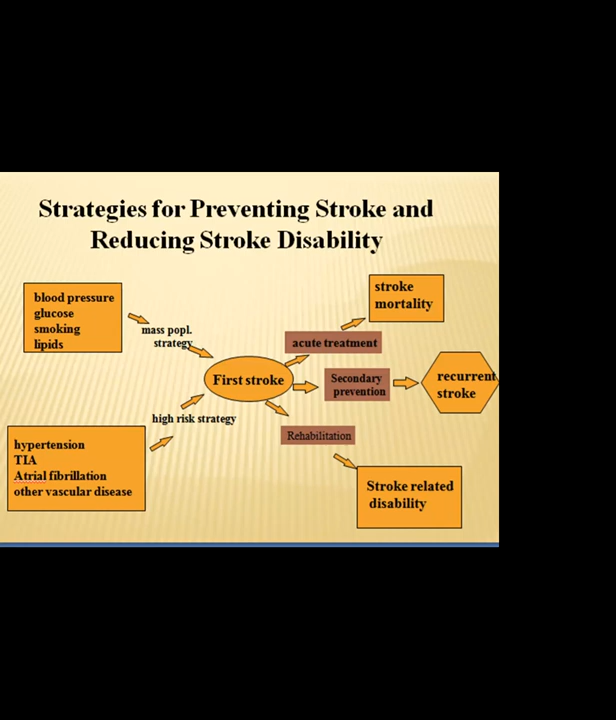 Strategies for Preventing Stroke and
Reducing Stroke Disability
blood pressure
glucose
smoking
lipids
mass popl.
strategy
hypertension
TIA
Atrial fibrillation
other vascular disease
high risk strategy
First stroke
acute treatment
stroke
mortality
Secondary
prevention
recurrent
stroke
Rehabilitation
Stroke related
disability